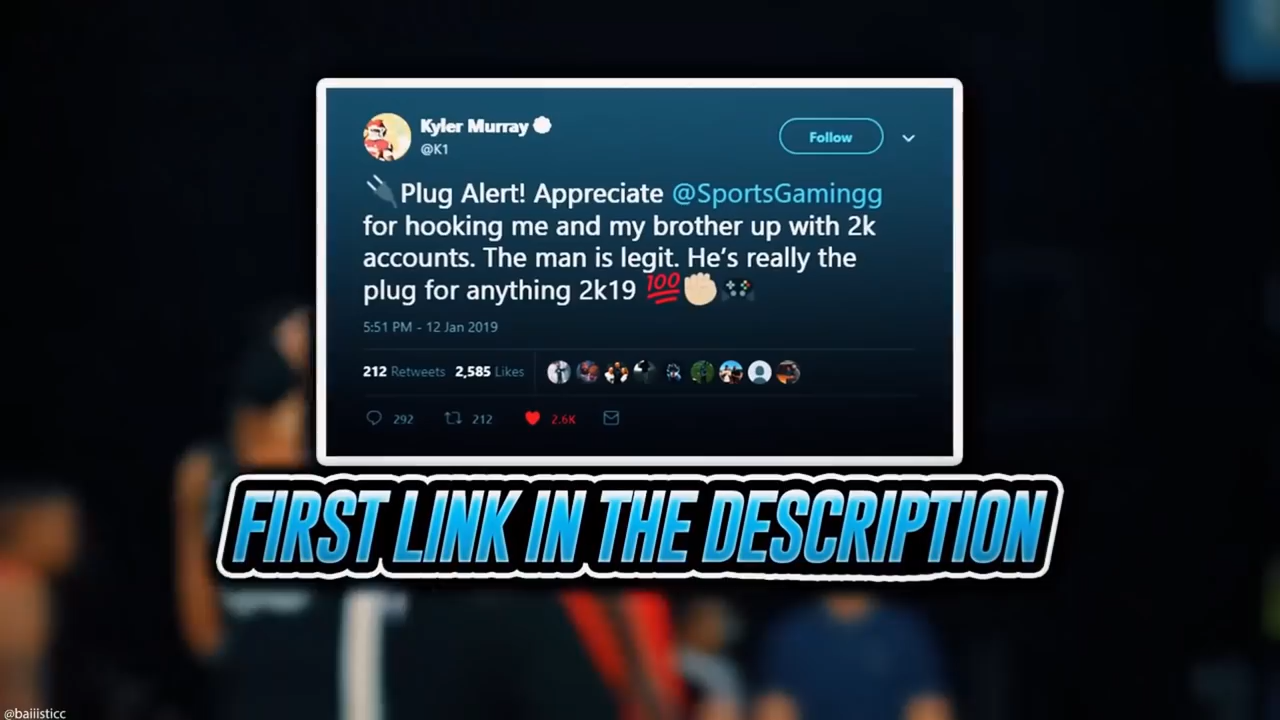 Kyler Murray
@K1
Follow
Plug Alert! Appreciate @SportsGamingg
for hooking me and my brother up with 2k
accounts. The man is legit. He’s really the
plug for anything 2k19 💯
5:51 PM - 12 Jan 2019
212 Retweets 2,585 Likes
292 212 2.6K
FIRST LINK IN THE DESCRIPTION
@baiiisticc